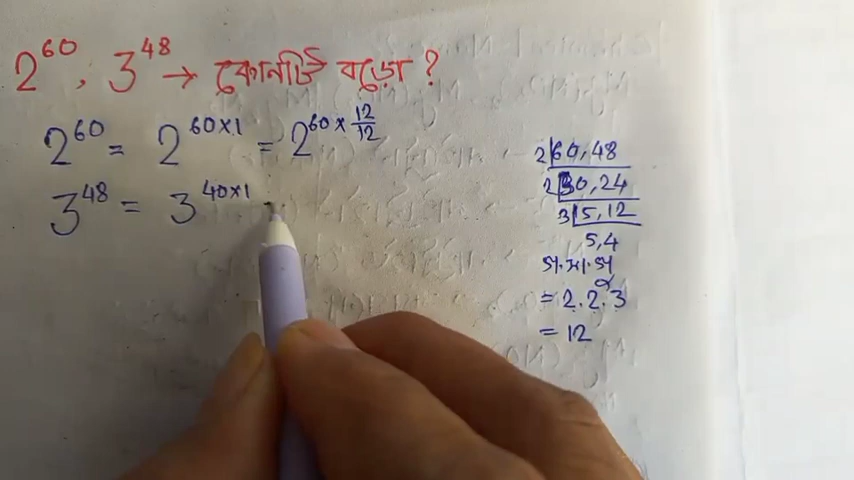 2^60, 3^48 → কোনটি বড়ো ?
2^60 = 2^(60×1) = 2^(60×12/12)
3^48 = 3^(40×1) -
2|60, 48
2|30, 24
3|15, 12
5, 4
গ.সা.গু
= 2.2.3
= 12